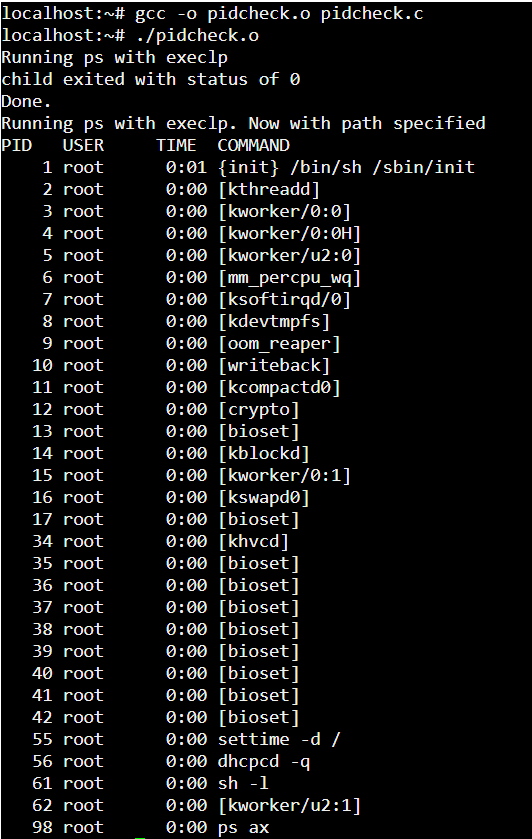 localhost:~# gcc -o pidcheck.o pidcheck.c
localhost:~# ./pidcheck.o
Running ps with execlp
child exited with status of 0
Done.
Running ps with execlp. Now with path specified
PID   USER     TIME  COMMAND
    1 root      0:01 {init} /bin/sh /sbin/init
    2 root      0:00 [kthreadd]
    3 root      0:00 [kworker/0:0]
    4 root      0:00 [kworker/0:0H]
    5 root      0:00 [kworker/u2:0]
    6 root      0:00 [mm_percpu_wq]
    7 root      0:00 [ksoftirqd/0]
    8 root      0:00 [kdevtmpfs]
    9 root      0:00 [oom_reaper]
   10 root      0:00 [writeback]
   11 root      0:00 [kcompactd0]
   12 root      0:00 [crypto]
   13 root      0:00 [bioset]
   14 root      0:00 [kblockd]
   15 root      0:00 [kworker/0:1]
   16 root      0:00 [kswapd0]
   17 root      0:00 [bioset]
   34 root      0:00 [khvcd]
   35 root      0:00 [bioset]
   36 root      0:00 [bioset]
   37 root      0:00 [bioset]
   38 root      0:00 [bioset]
   39 root      0:00 [bioset]
   40 root      0:00 [bioset]
   41 root      0:00 [bioset]
   42 root      0:00 [bioset]
   55 root      0:00 settime -d /
   56 root      0:00 dhcpcd -q
   61 root      0:00 sh -l
   62 root      0:00 [kworker/u2:1]
   98 root      0:00 ps ax